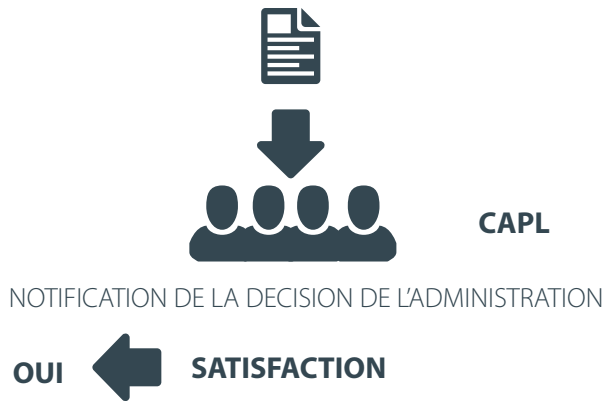 CAPL
NOTIFICATION DE LA DECISION DE L'ADMINISTRATION
OUI SATISFACTION